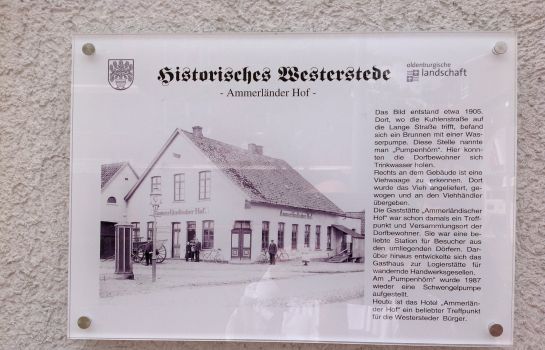 Historisches Westerstede
- Ammerländer Hof -
oldenburgische
landschaft
Ammerländischer Hof.
Ammerländischer Hof.
Das Bild entstand etwa 1905.
Dort, wo die Kuhlenstraße auf
die Lange Straße trifft, befand
sich ein Brunnen mit einer Was-
serpumpe. Diese Stelle nannte
man „Pumpenhörn“. Hier konn-
ten die Dorfbewohner sich
Trinkwasser holen.
Rechts an dem Gebäude ist eine
Viehwaage zu erkennen. Dort
wurde das Vieh angeliefert, ge-
wogen und an den Viehhändler
übergeben.
Die Gaststätte „Ammerländischer
Hof“ war schon damals ein Treff-
punkt und Versammlungsort der
Dorfbewohner. Sie war eine be-
liebte Station für Besucher aus
den umliegenden Dörfern. Dar-
über hinaus entwickelte sich das
Gasthaus zur Logierstätte für
wandernde Handwerksgesellen.
Am „Pumpenhörn“ wurde 1987
wieder eine Schwengelpumpe
aufgestellt.
Heute ist das Hotel „Ammerlän-
der Hof“ ein beliebter Treffpunkt
für die Westersteder Bürger.